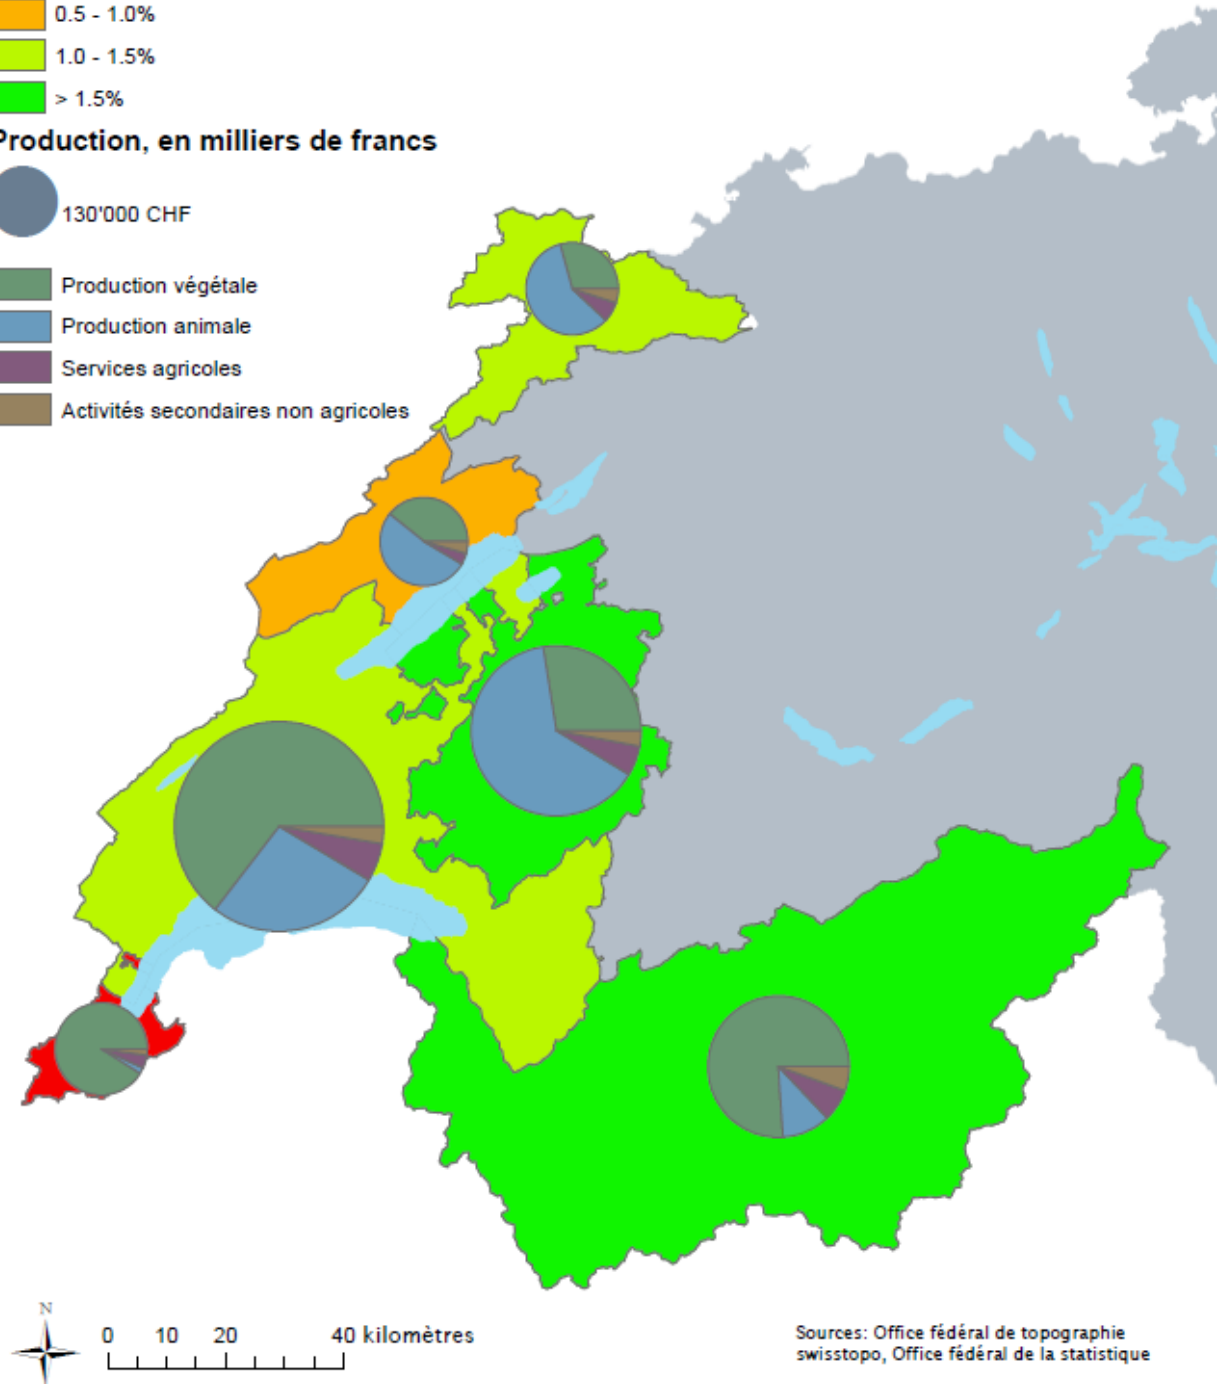 0.5 - 1.0%
1.0 - 1.5%
> 1.5%
Production, en milliers de francs
130'000 CHF
Production végétale
Production animale
Services agricoles
Activités secondaires non agricoles
N
0 10 20 40 kilomètres
Sources: Office fédéral de topographie
swisstopo, Office fédéral de la statistique